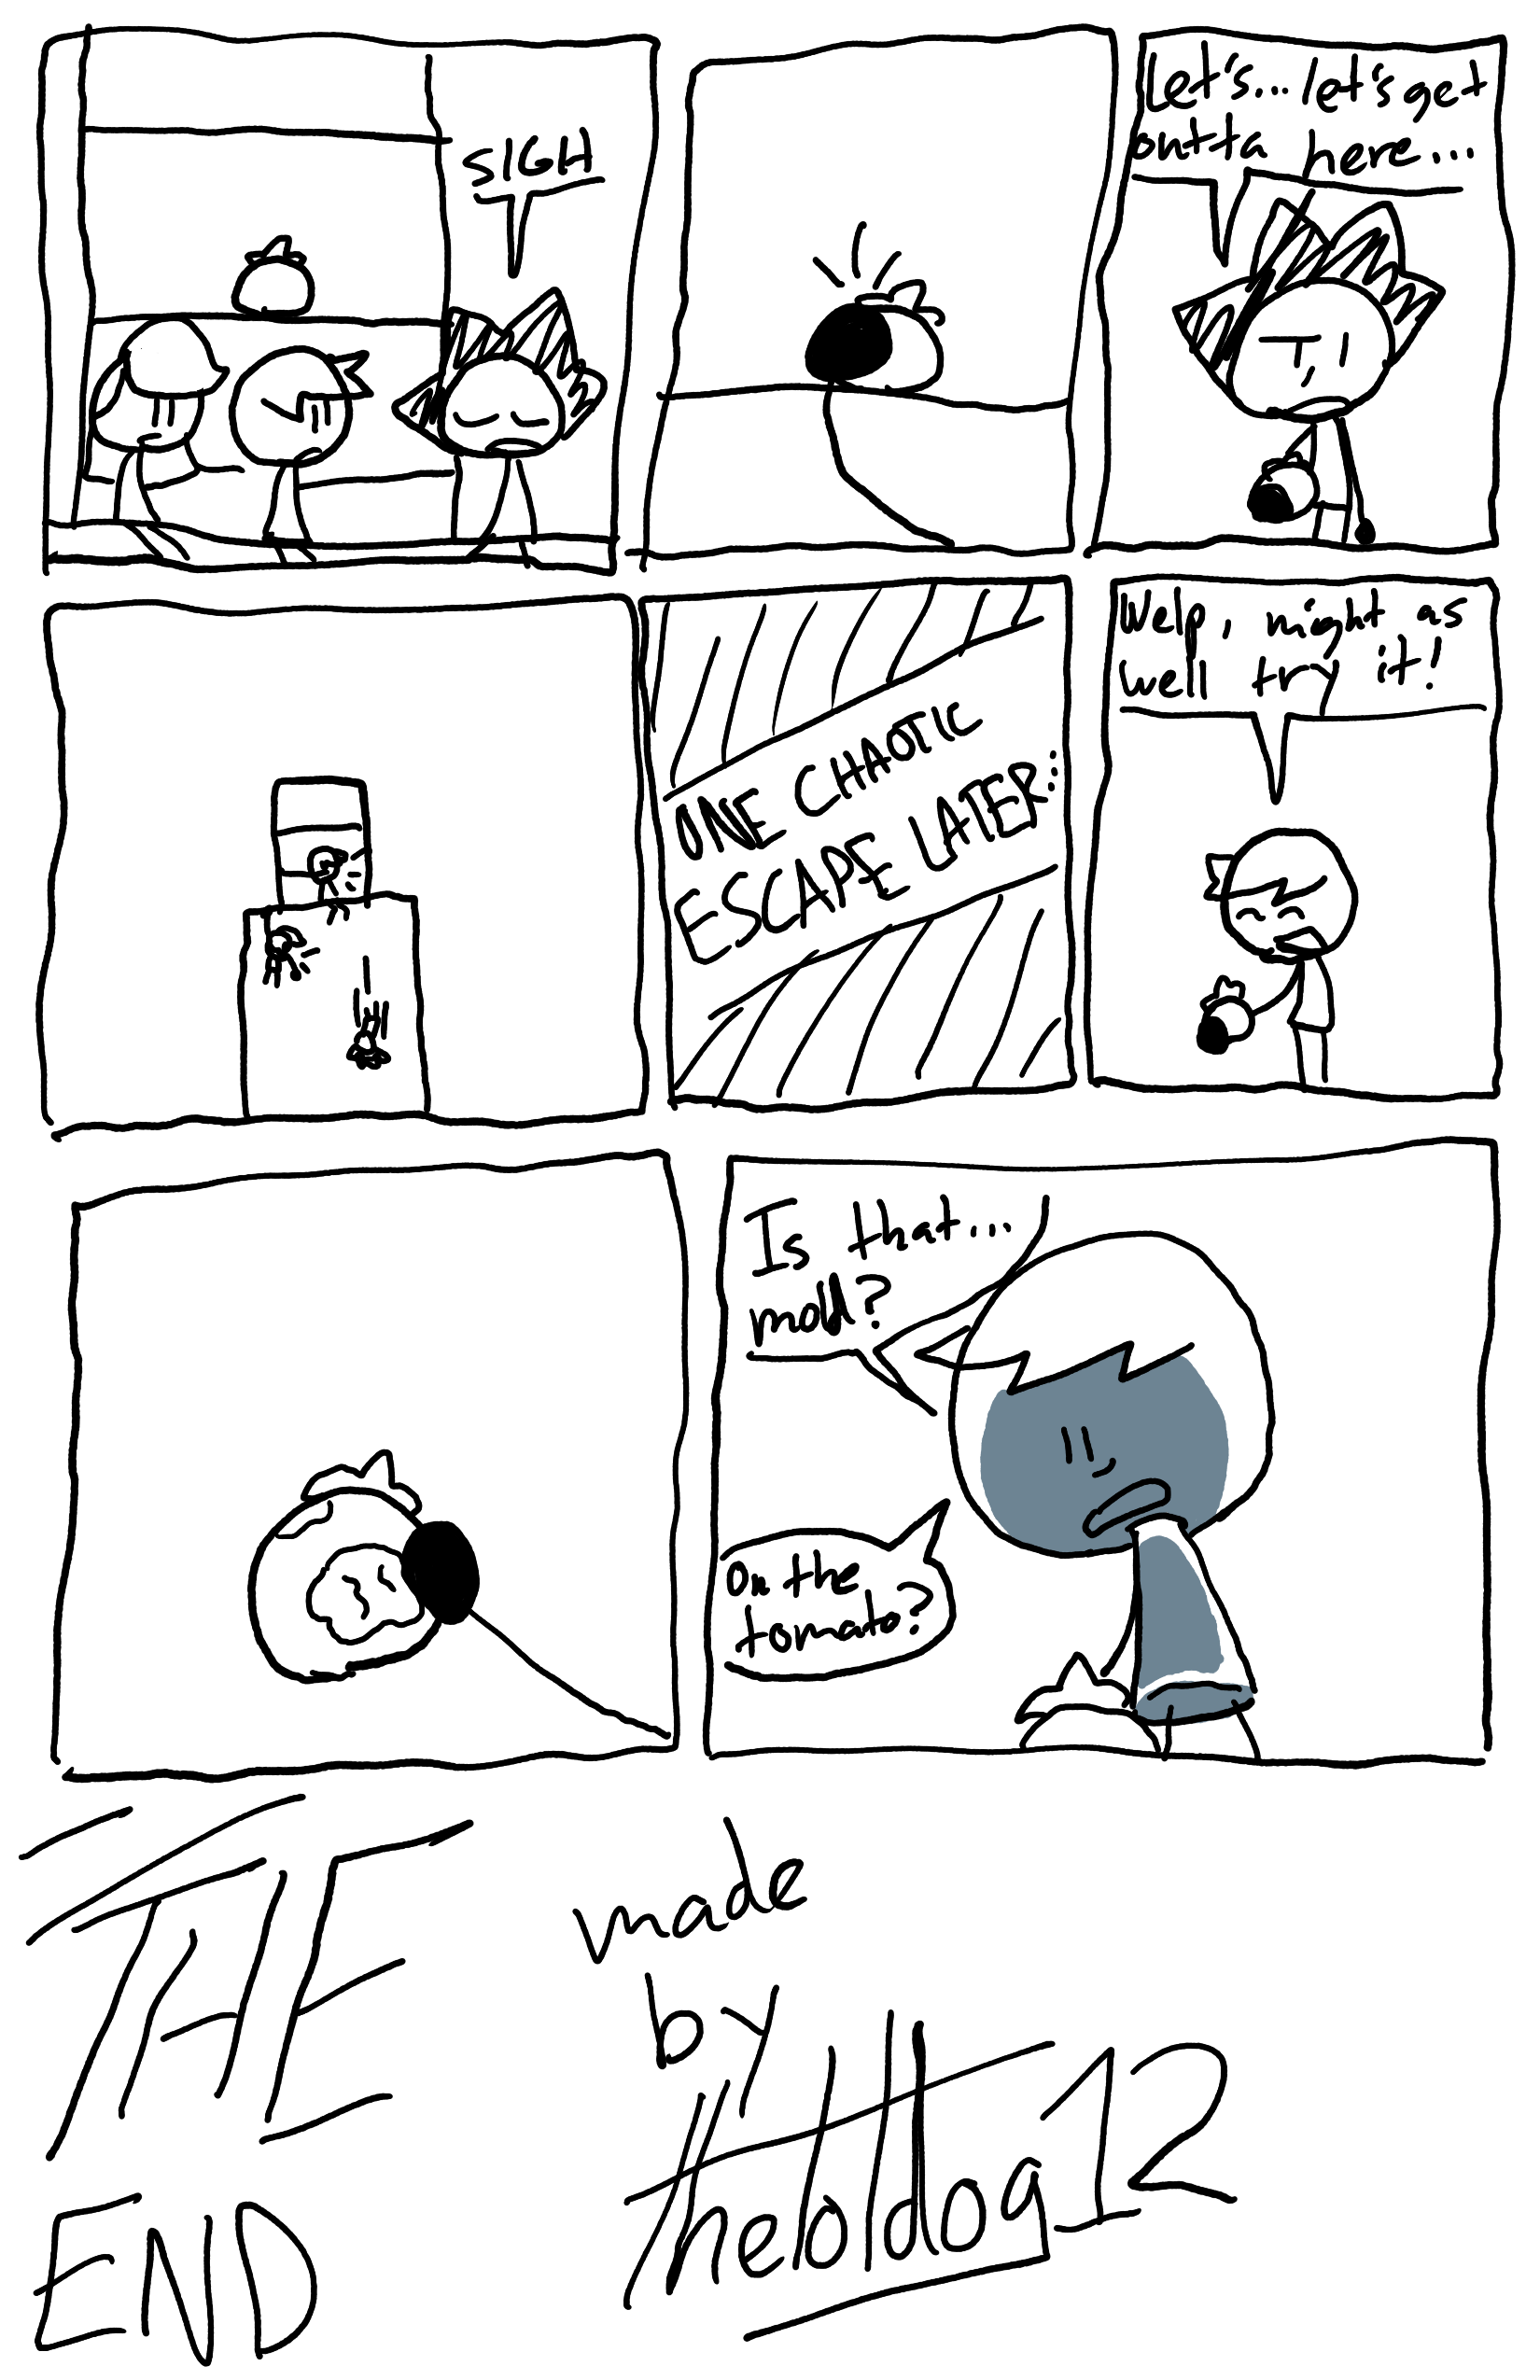 SIGH
Let's... let's get
outta here...
ONE CHAOTIC
ESCAPE LATER:
Welp, might as
well try it!
Is that...
mold?
On the
tomato?
THE
END
made
by
theboldog12